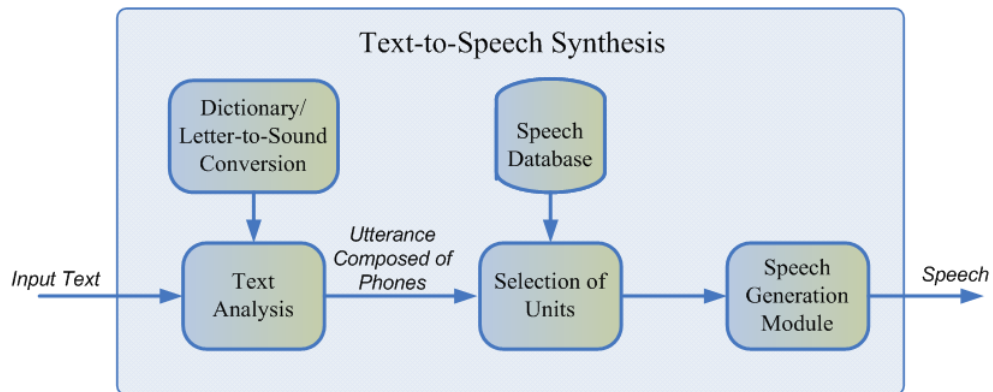 Text-to-Speech Synthesis
Dictionary/
Letter-to-Sound
Conversion
Speech
Database
Input Text
Text
Analysis
Utterance
Composed of
Phones
Selection of
Units
Speech
Generation
Module
Speech